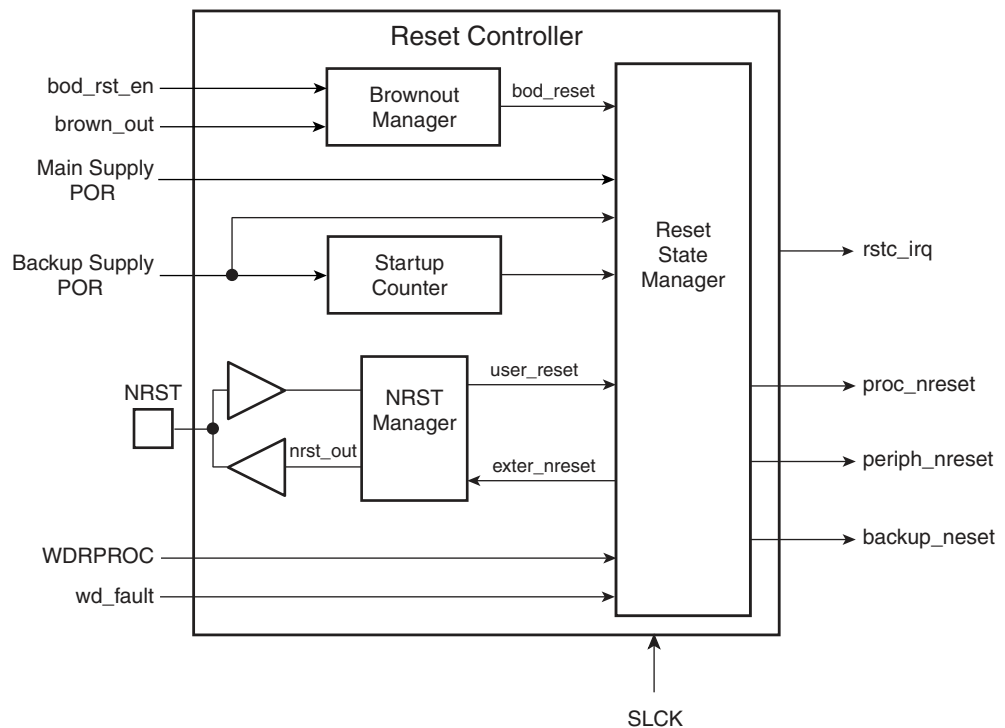 Reset Controller
bod_rst_en
brown_out
Brownout
Manager
bod_reset
Main Supply
POR
Backup Supply
POR
Startup
Counter
Reset
State
Manager
rstc_irq
NRST
NRST
Manager
user_reset
nrst_out
exter_nreset
proc_nreset
periph_nreset
backup_neset
WDRPROC
wd_fault
SLCK